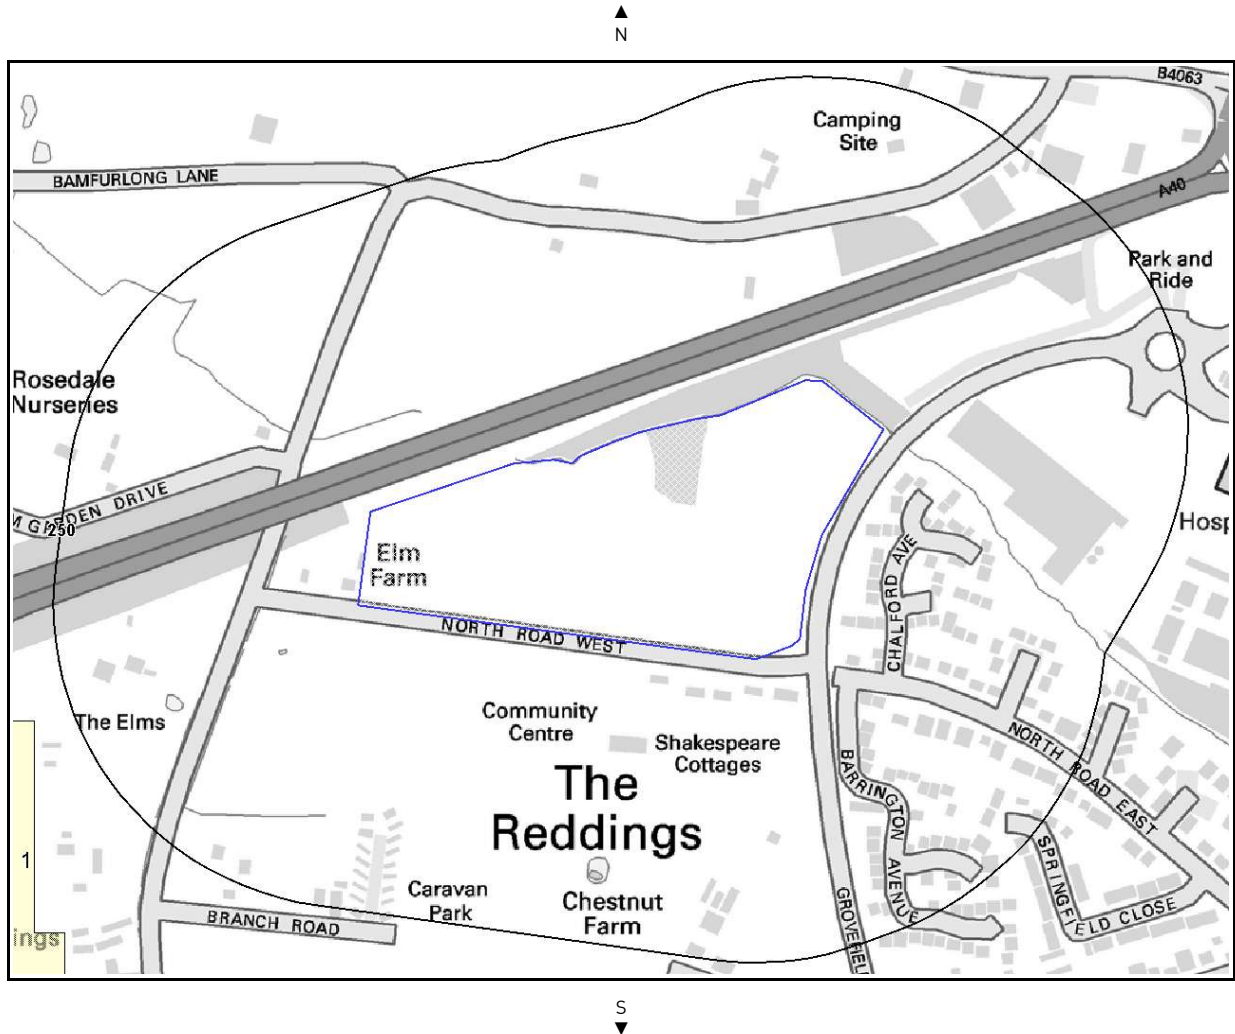 N
B4063
Camping
Site
BAMFURLONG LANE
A40
Park and
Ride
Rosedale
Nurseries
M GARDEN DRIVE
250
Hosp
Elm
Farm
CHALFORD AVE
NORTH ROAD WEST
The Elms
Community
Centre
Shakespeare
Cottages
NORTH ROAD EAST
The
Reddings
BARRINGTON AVENUE
SPRINGFIELD CLOSE
1
Caravan
Park
Chestnut
Farm
GROVEFIEL
BRANCH ROAD
ings
S